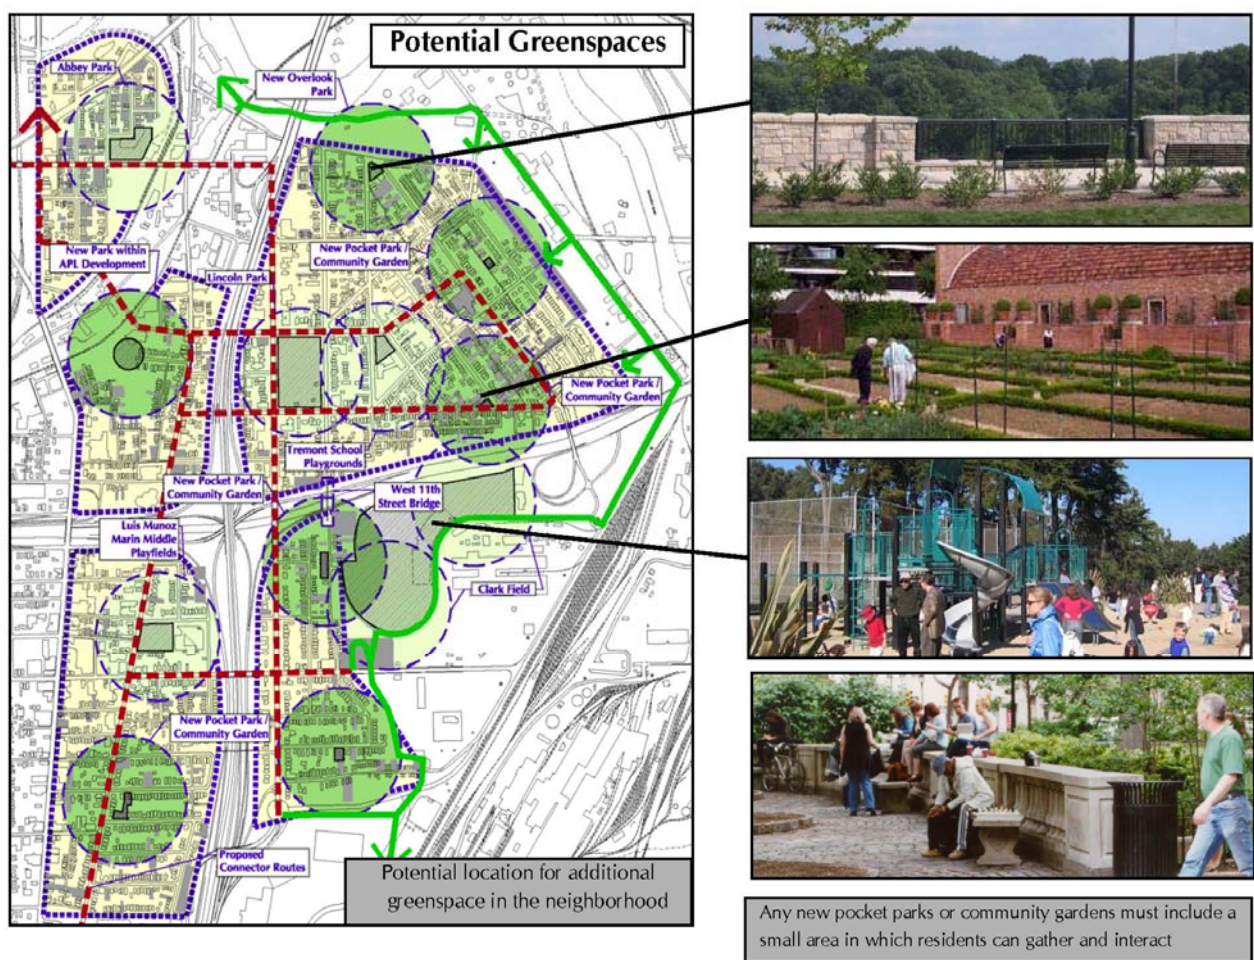 Potential Greenspaces
Abbey Park
New Overlook
Park
New Pocket Park /
Community Garden
New Park within
APL Development
Lincoln Park
New Pocket Park /
Community Garden
Tremont School
Playgrounds
New Pocket Park /
Community Garden
West 11th
Street Bridge
Luis Munoz
Marin Middle
Playfields
Clark Field
New Pocket Park /
Community Garden
Proposed
Connector Routes
Potential location for additional
greenspace in the neighborhood
Any new pocket parks or community gardens must include a
small area in which residents can gather and interact